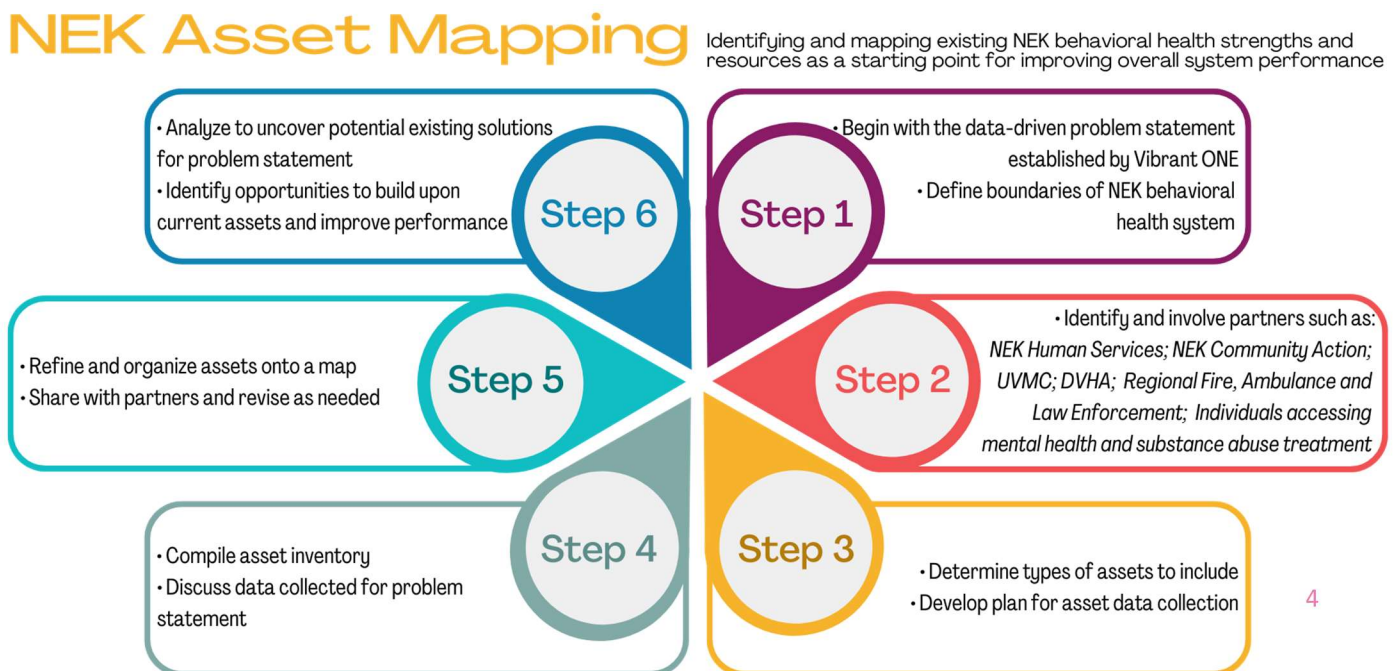 NEK Asset Mapping
Identifying and mapping existing NEK behavioral health strengths and
resources as a starting point for improving overall system performance
Step 1
• Begin with the data-driven problem statement
established by Vibrant ONE
• Define boundaries of NEK behavioral
health system
Step 2
• Identify and involve partners such as:
NEK Human Services; NEK Community Action;
UVMC; DVHA; Regional Fire, Ambulance and
Law Enforcement; Individuals accessing
mental health and substance abuse treatment
Step 3
• Determine types of assets to include
• Develop plan for asset data collection
Step 4
• Compile asset inventory
• Discuss data collected for problem
statement
Step 5
• Refine and organize assets onto a map
• Share with partners and revise as needed
Step 6
• Analyze to uncover potential existing solutions
for problem statement
• Identify opportunities to build upon
current assets and improve performance
4